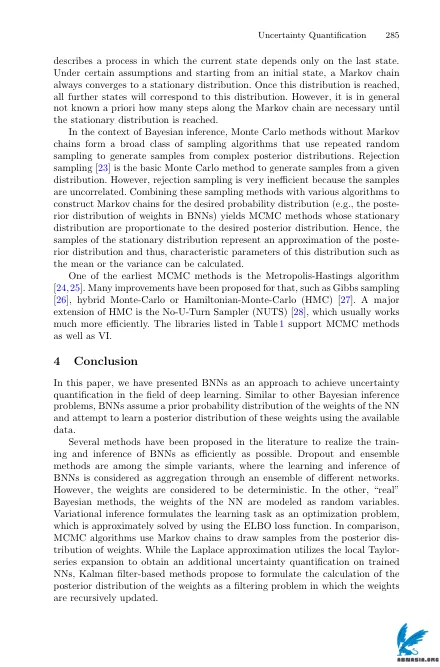 Uncertainty Quantification 285
describes a process in which the current state depends only on the last state.
Under certain assumptions and starting from an initial state, a Markov chain
always converges to a stationary distribution. Once this distribution is reached,
all further states will correspond to this distribution. However, it is in general
not known a priori how many steps along the Markov chain are necessary until
the stationary distribution is reached.
In the context of Bayesian inference, Monte Carlo methods without Markov
chains form a broad class of sampling algorithms that use repeated random
sampling to generate samples from complex posterior distributions. Rejection
sampling [23] is the basic Monte Carlo method to generate samples from a given
distribution. However, rejection sampling is very inefficient because the samples
are uncorrelated. Combining these sampling methods with various algorithms to
construct Markov chains for the desired probability distribution (e.g., the poste-
rior distribution of weights in BNNs) yields MCMC methods whose stationary
distribution are proportionate to the desired posterior distribution. Hence, the
samples of the stationary distribution represent an approximation of the poste-
rior distribution and thus, characteristic parameters of this distribution such as
the mean or the variance can be calculated.
One of the earliest MCMC methods is the Metropolis-Hastings algorithm
[24,25]. Many improvements have been proposed for that, such as Gibbs sampling
[26], hybrid Monte-Carlo or Hamiltonian-Monte-Carlo (HMC) [27]. A major
extension of HMC is the No-U-Turn Sampler (NUTS) [28], which usually works
much more efficiently. The libraries listed in Table 1 support MCMC methods
as well as VI.
4 Conclusion
In this paper, we have presented BNNs as an approach to achieve uncertainty
quantification in the field of deep learning. Similar to other Bayesian inference
problems, BNNs assume a prior probability distribution of the weights of the NN
and attempt to learn a posterior distribution of these weights using the available
data.
Several methods have been proposed in the literature to realize the train-
ing and inference of BNNs as efficiently as possible. Dropout and ensemble
methods are among the simple variants, where the learning and inference of
BNNs is considered as aggregation through an ensemble of different networks.
However, the weights are considered to be deterministic. In the other, “real”
Bayesian methods, the weights of the NN are modeled as random variables.
Variational inference formulates the learning task as an optimization problem,
which is approximately solved by using the ELBO loss function. In comparison,
MCMC algorithms use Markov chains to draw samples from the posterior dis-
tribution of weights. While the Laplace approximation utilizes the local Taylor-
series expansion to obtain an additional uncertainty quantification on trained
NNs, Kalman filter-based methods propose to formulate the calculation of the
posterior distribution of the weights as a filtering problem in which the weights
are recursively updated.